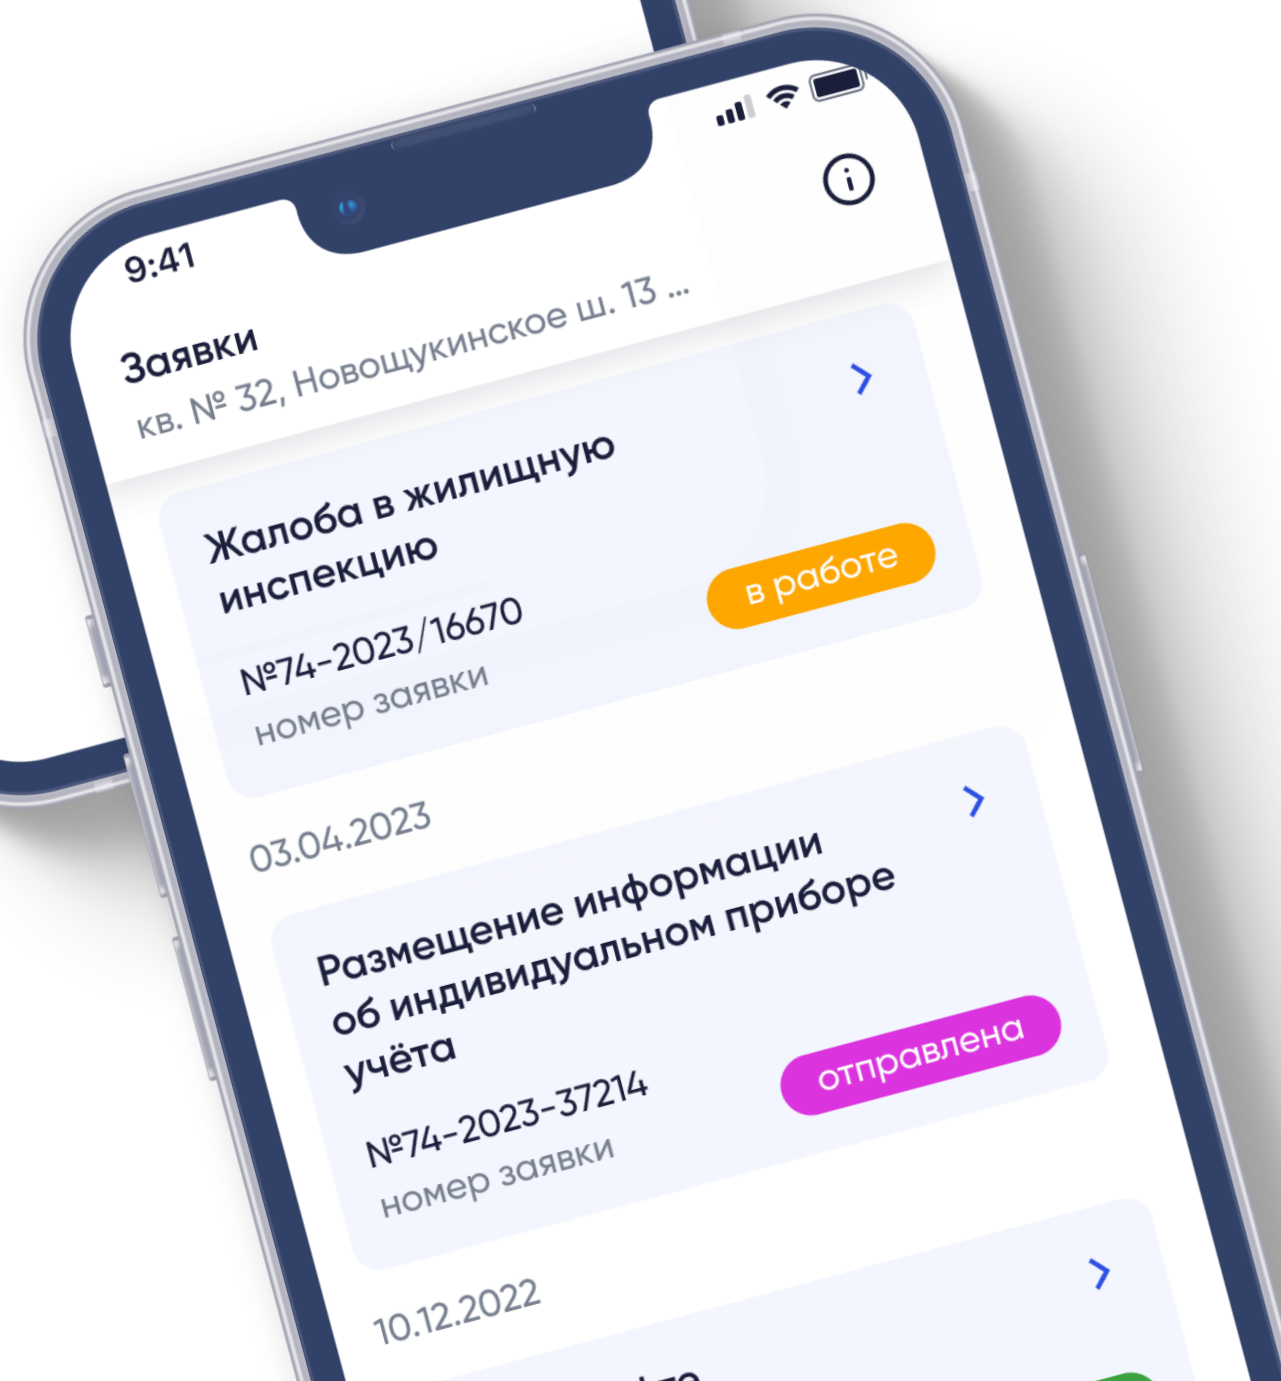 9:41
Заявки
кв. № 32, Новощукинское ш. 13 ...
Жалоба в жилищную
инспекцию
№74-2023/16670
номер заявки
в работе
03.04.2023
Размещение информации
об индивидуальном приборе
учёта
№74-2023-37214
номер заявки
отправлена
10.12.2022